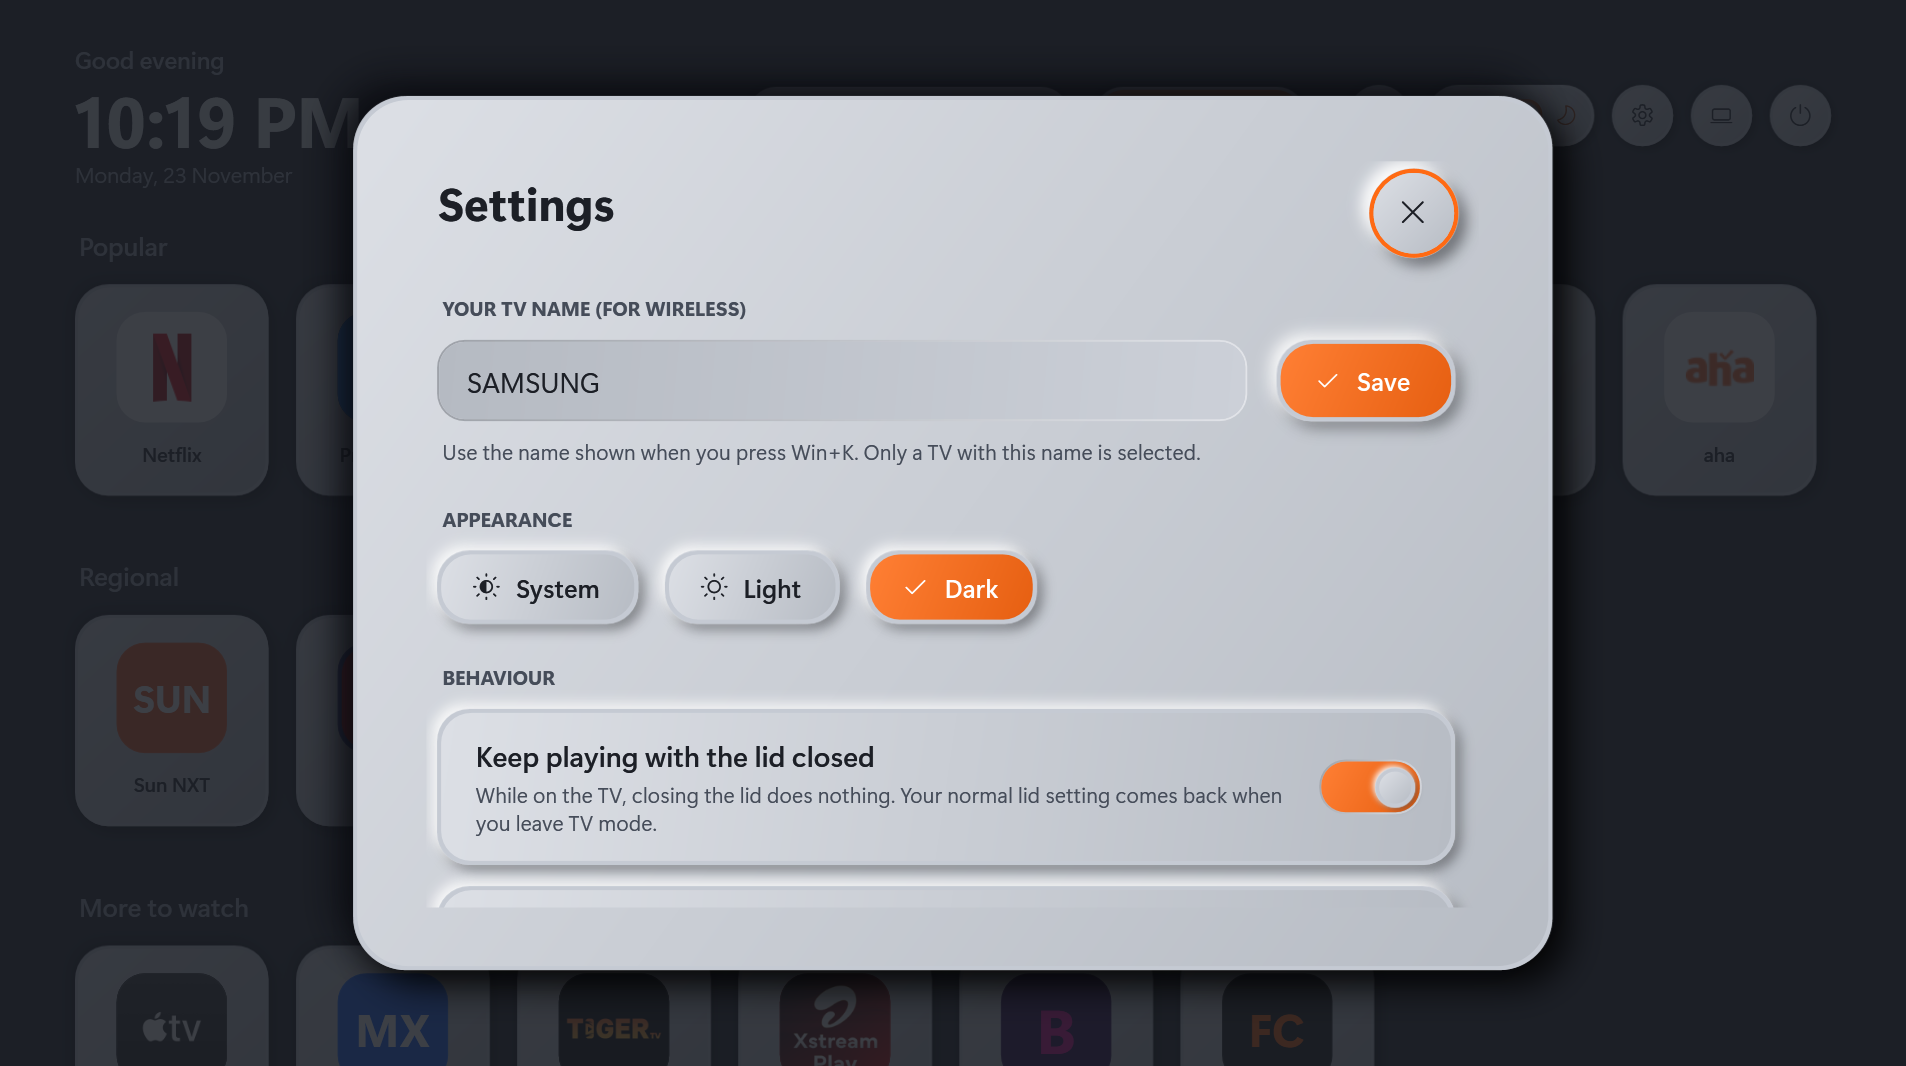 Good evening
10:19 PM
Monday, 23 November
Settings
YOUR TV NAME (FOR WIRELESS)
SAMSUNG
Save
Use the name shown when you press Win+K. Only a TV with this name is selected.
APPEARANCE
System
Light
Dark
BEHAVIOUR
Keep playing with the lid closed
While on the TV, closing the lid does nothing. Your normal lid setting comes back when
you leave TV mode.
Popular
N
Netflix
P
aha
aha
Regional
SUN
Sun NXT
More to watch
tv
MX
TIGER
Xstream
Play
B
FC